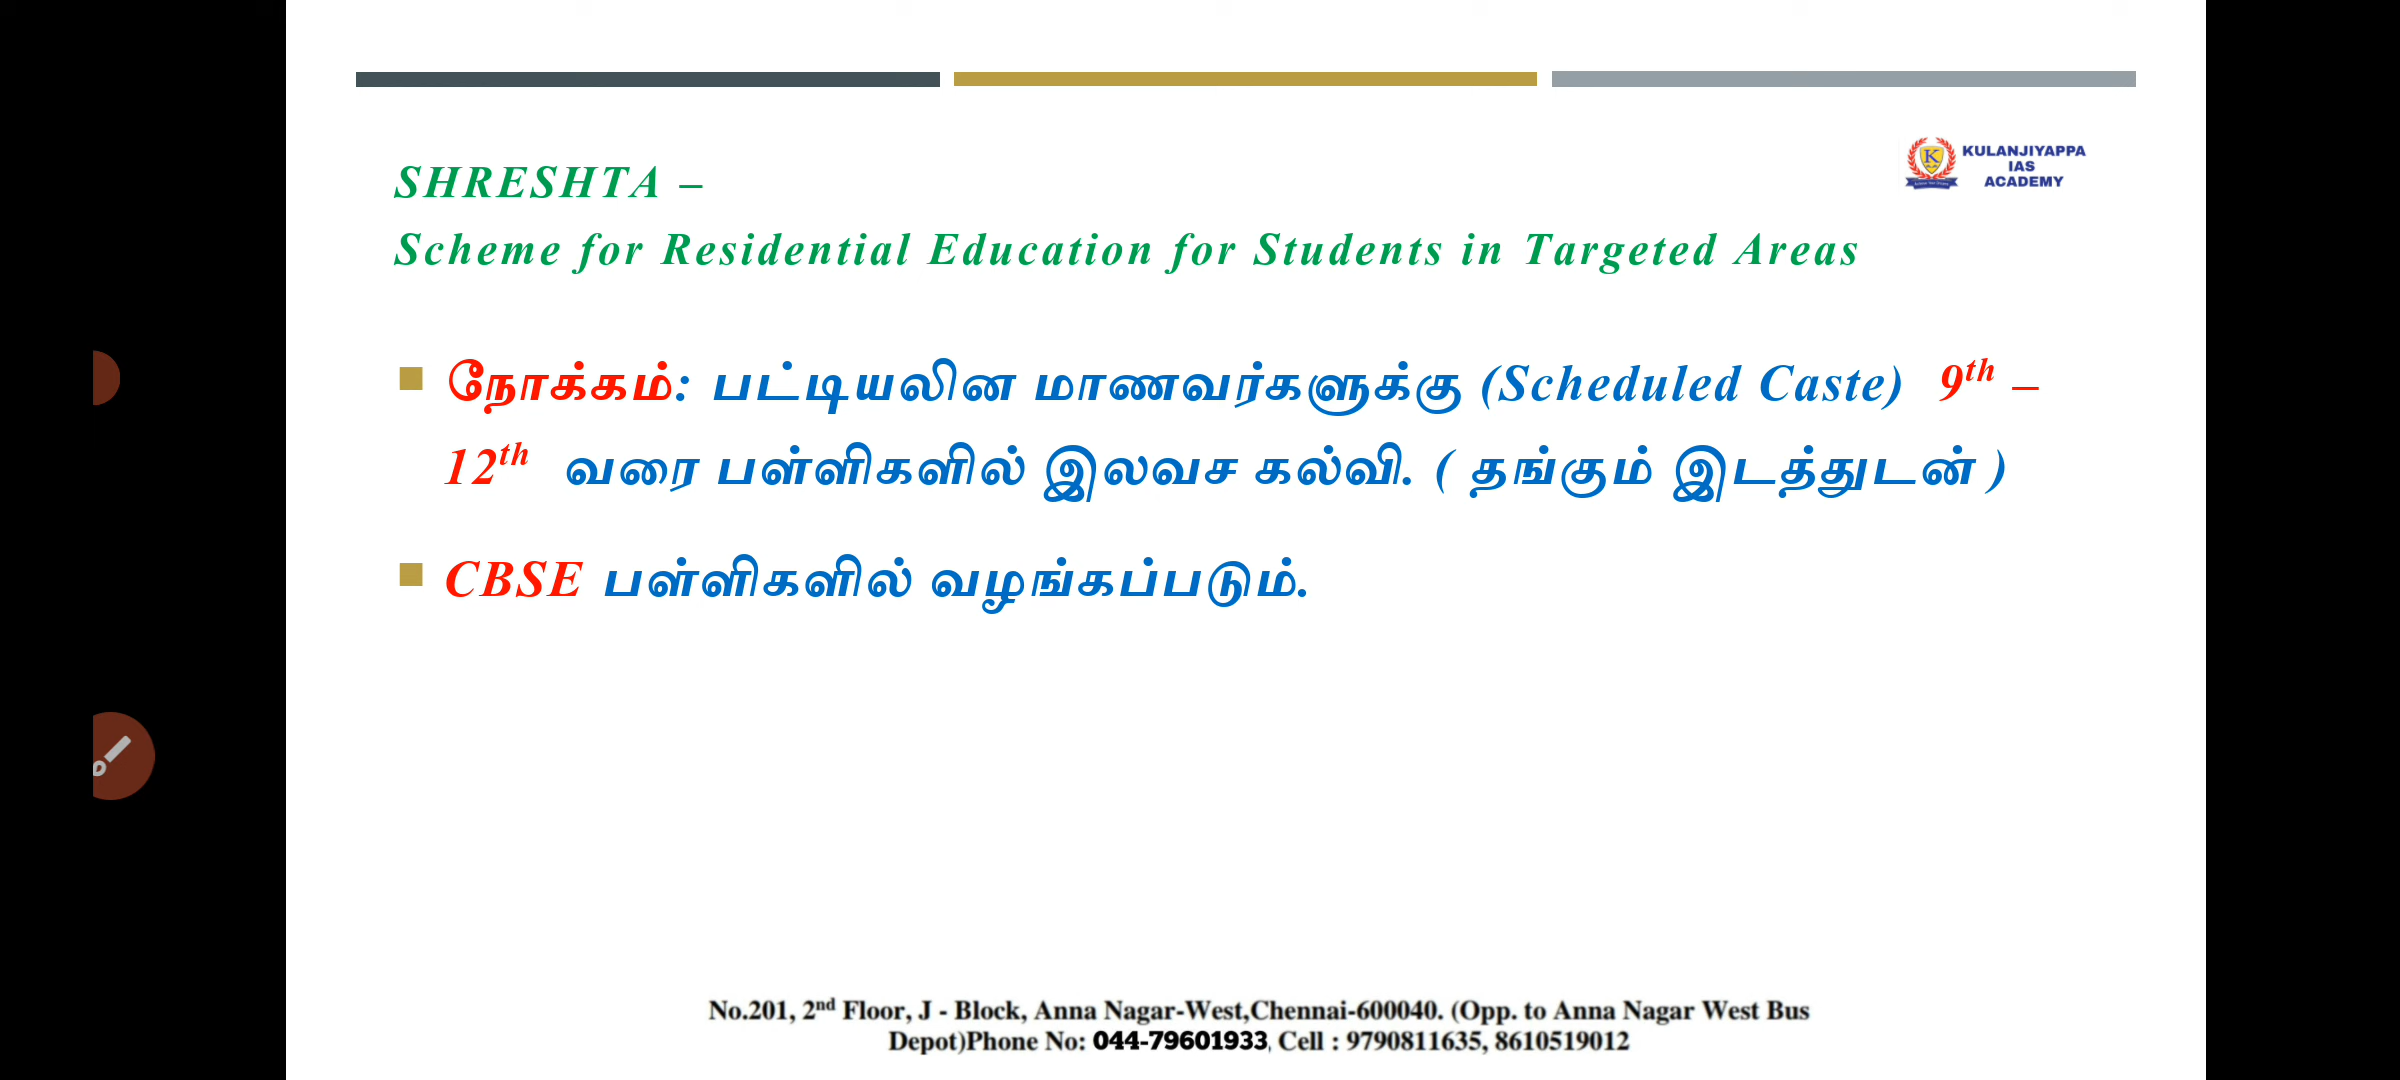 KULANJIYAPPA
IAS
ACADEMY
SHRESHTA –
Scheme for Residential Education for Students in Targeted Areas
நோக்கம்: பட்டியலின மாணவர்களுக்கு (Scheduled Caste) 9th –
12th வரை பள்ளிகளில் இலவச கல்வி. ( தங்கும் இடத்துடன் )
CBSE பள்ளிகளில் வழங்கப்படும்.
No.201, 2nd Floor, J - Block, Anna Nagar-West,Chennai-600040. (Opp. to Anna Nagar West Bus
Depot)Phone No: 044-79601933, Cell : 9790811635, 8610519012